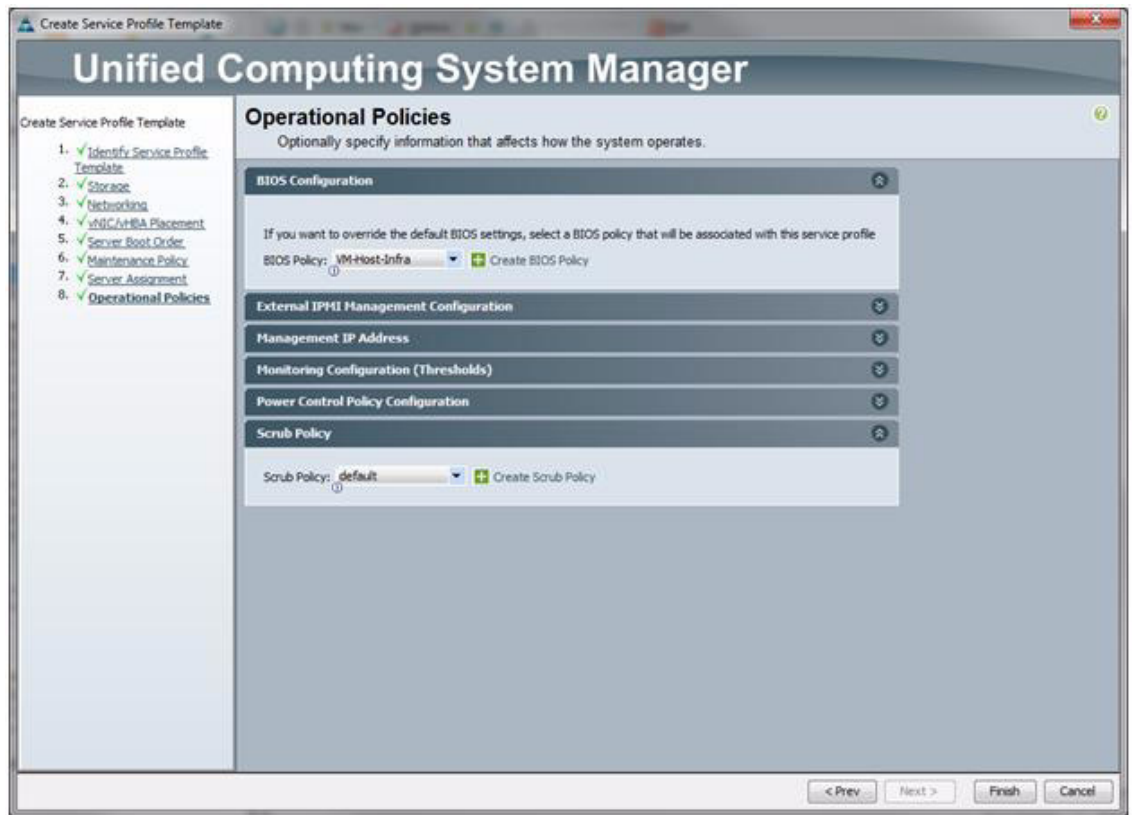 Create Service Profile Template
Unified Computing System Manager
Create Service Profile Template
1. Identify Service Profile
Template
2. Storage
3. Networking
4. vNIC/vHBA Placement
5. Server Boot Order
6. Maintenance Policy
7. Server Assignment
8. Operational Policies
Operational Policies
Optionally specify information that affects how the system operates.
BIOS Configuration
If you want to override the default BIOS settings, select a BIOS policy that will be associated with this service profile
BIOS Policy: VM-Host-Infra Create BIOS Policy
External IPMI Management Configuration
Management IP Address
Monitoring Configuration (Thresholds)
Power Control Policy Configuration
Scrub Policy
Scrub Policy: default Create Scrub Policy
< Prev Next > Finish Cancel